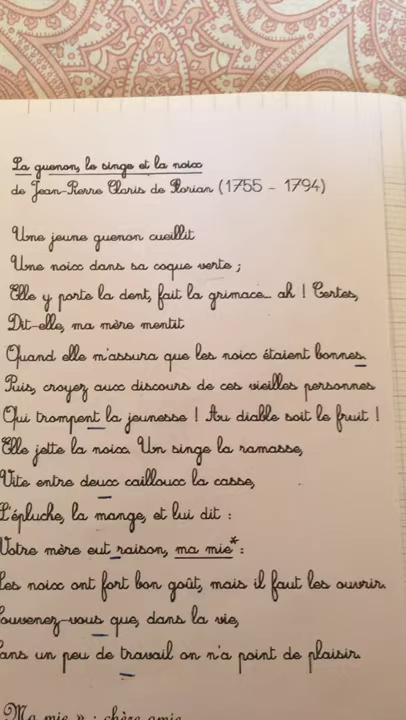 La guenon, le singe et la noix
de Jean-Pierre Claris de Florian (1755 - 1794)
Une jeune guenon cueillit
Une noix dans sa coque verte ;
Elle y porte la dent, fait la grimace... ah ! Certes,
Dit-elle, ma mère mentit
Quand elle m'assura que les noix étaient bonnes.
Puis, croyez aux discours de ces vieilles personnes
Qui trompent la jeunesse ! Au diable soit le fruit !
Elle jette la noix. Un singe la ramasse,
Vite entre deux cailloux la casse,
L'épluche, la mange, et lui dit :
Votre mère eut raison, ma mie* :
Les noix ont fort bon goût, mais il faut les ouvrir.
ouvenez-vous que, dans la vie,
ans un peu de travail on n'a point de plaisir.
Ma mie » : chère amie